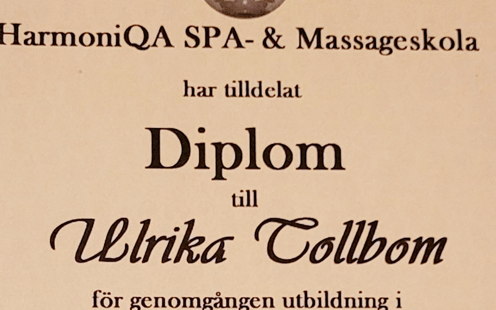 HarmoniQA SPA- & Massageskola
har tilldelat
Diplom
till
Ulrika Tollbom
för genomgången utbildning i